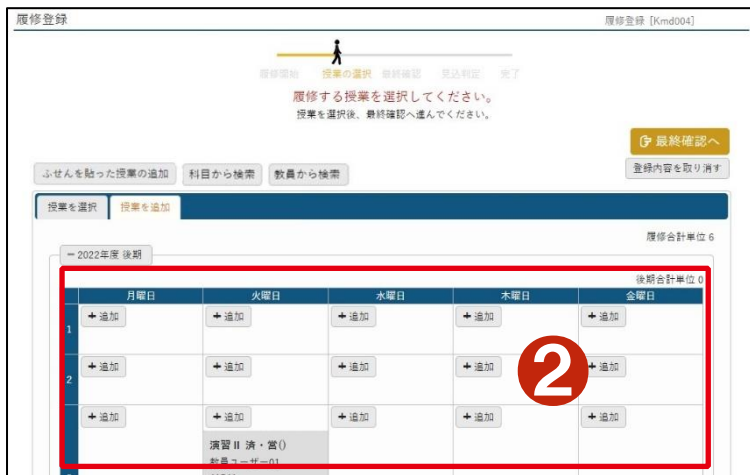 履修登録 履修登録 [Kmd004]
履修開始 授業の選択 最終確認 見込判定 完了
履修する授業を選択してください。
授業を選択後、最終確認へ進んでください。
最終確認へ
ふせんを貼った授業の追加 科目から検索 教員から検索 登録内容を取り消す
授業を選択 授業を追加
履修合計単位 6
－2022年度 後期
後期合計単位 0
月曜日 火曜日 水曜日 木曜日 金曜日
1 ＋追加 ＋追加 ＋追加 ＋追加 ＋追加
2 ＋追加 ＋追加 ＋追加 ＋追加 ＋追加
＋追加 ＋追加 ＋追加 ＋追加 ＋追加
2
演習Ⅱ 済・営()
教員ユーザー01